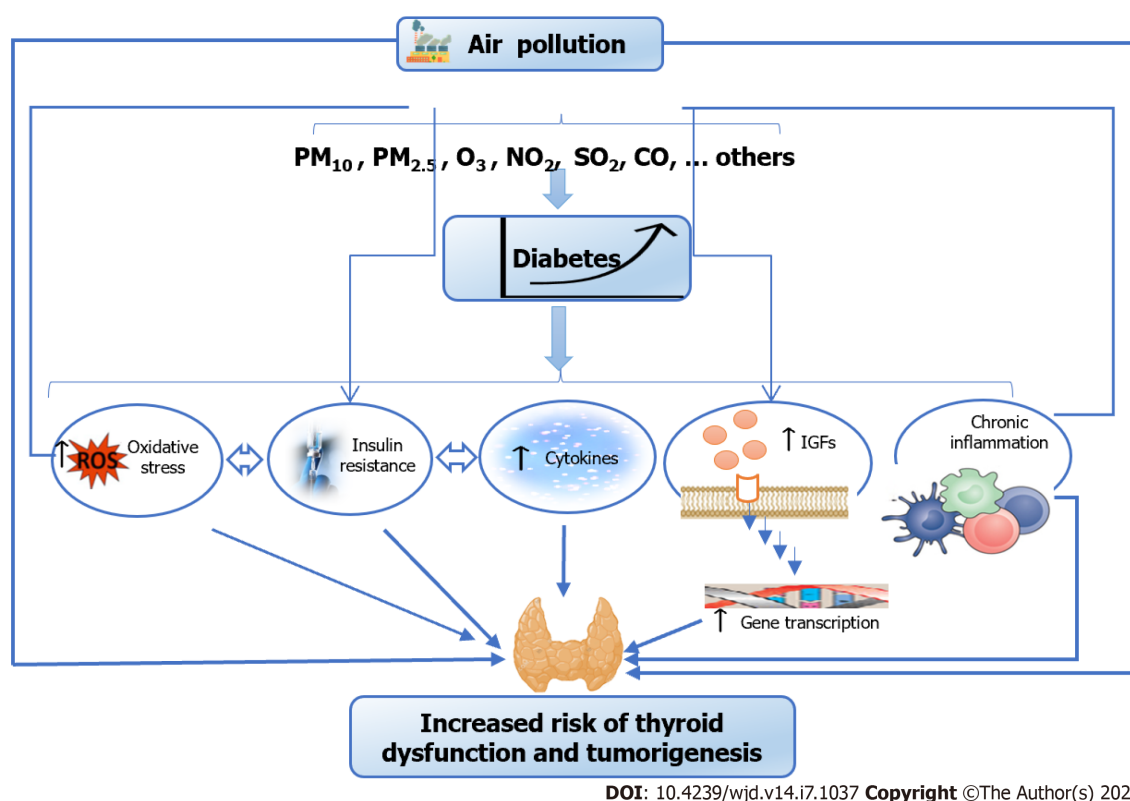 Air pollution
PM10, PM2.5, O3, NO2, SO2, CO, ... others
Diabetes
↑ ROS Oxidative
stress
Insulin
resistance
↑ Cytokines
↑ IGFs
Chronic
inflammation
↑ Gene transcription
Increased risk of thyroid
dysfunction and tumorigenesis
DOI: 10.4239/wjd.v14.i7.1037 Copyright ©The Author(s) 202